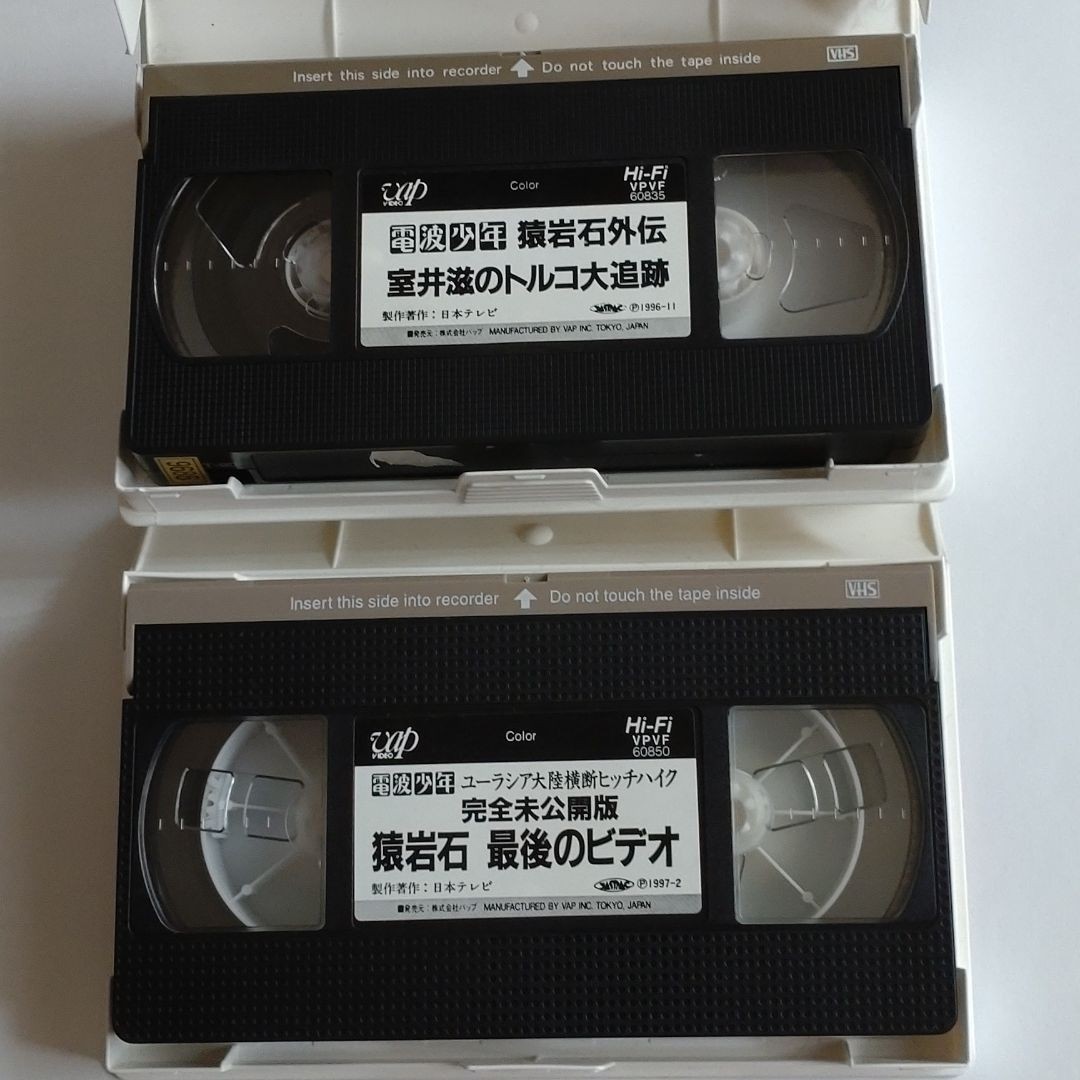 Insert this side into recorder Do not touch the tape inside VHS
vap VIDEO Color Hi-Fi
VPVF
60835
電波少年 猿岩石外伝
室井滋のトルコ大追跡
製作著作：日本テレビ Ⓟ1996-11
■発売元：株式会社バップ MANUFACTURED BY VAP INC. TOKYO, JAPAN
Insert this side into recorder Do not touch the tape inside VHS
vap VIDEO Color Hi-Fi
VPVF
60850
電波少年 ユーラシア大陸横断ヒッチハイク
完全未公開版
猿岩石 最後のビデオ
製作著作：日本テレビ Ⓟ1997-2
■発売元：株式会社バップ MANUFACTURED BY VAP INC. TOKYO, JAPAN